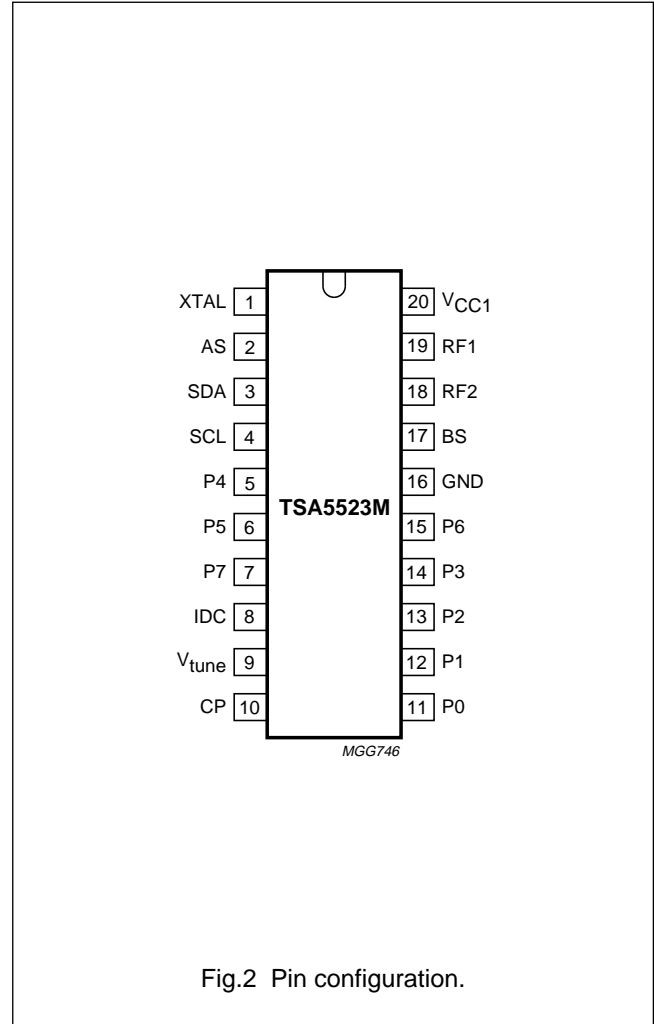 XTAL 1 20 VCC1
AS 2 19 RF1
SDA 3 18 RF2
SCL 4 17 BS
P4 5 16 GND
TSA5523M
P5 6 15 P6
P7 7 14 P3
IDC 8 13 P2
Vtune 9 12 P1
CP 10 11 P0
MGG746
Fig.2 Pin configuration.